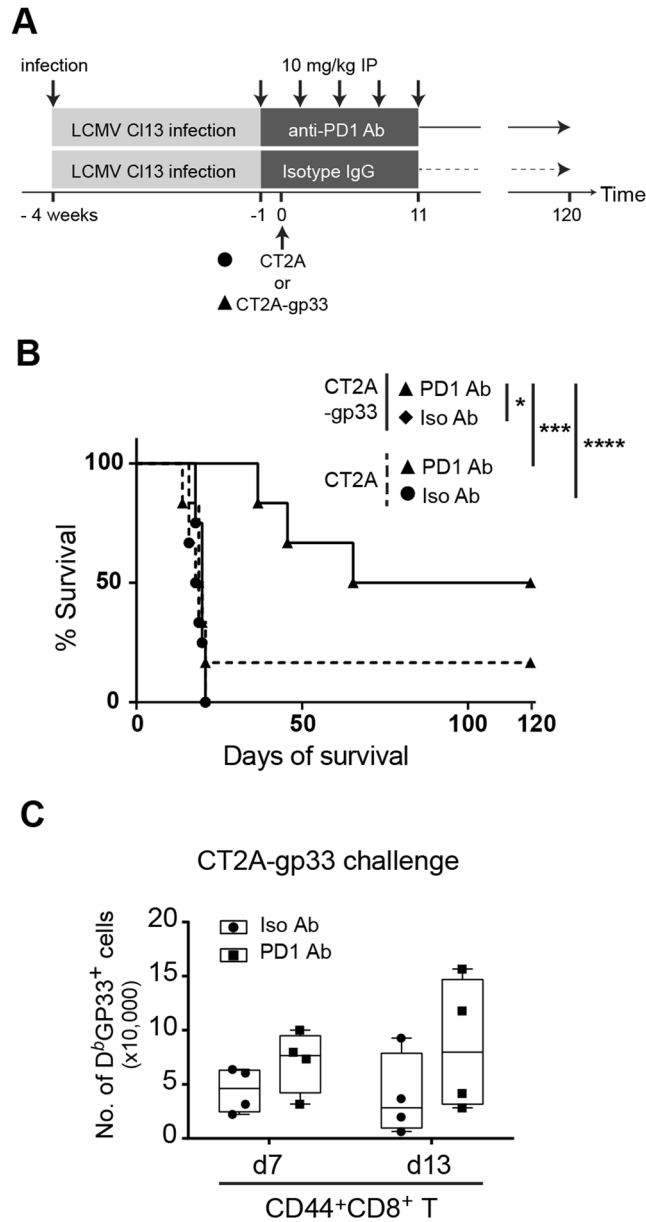 A
infection
10 mg/kg IP
LCMV Cl13 infection
anti-PD1 Ab
LCMV Cl13 infection
Isotype IgG
Time
- 4 weeks
-1
0
11
120
CT2A
or
CT2A-gp33
B
CT2A
-gp33
PD1 Ab
Iso Ab
*
***
****
CT2A
PD1 Ab
Iso Ab
100
50
0
% Survival
0
50
100
120
Days of survival
C
CT2A-gp33 challenge
Iso Ab
PD1 Ab
No. of DᵇGP33⁺ cells
(x10,000)
20
15
10
5
0
d7
d13
CD44⁺CD8⁺ T